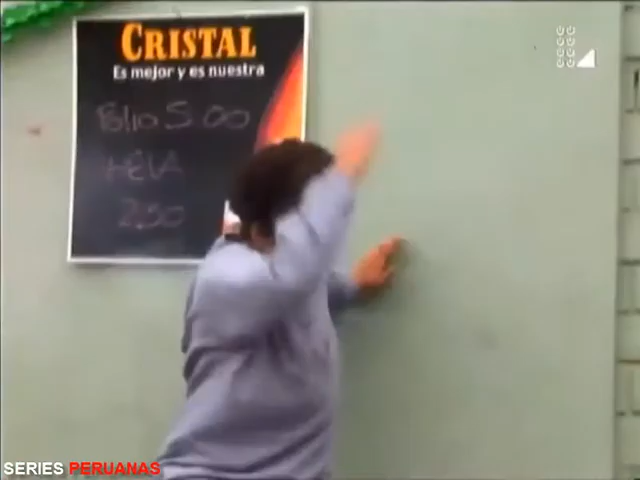 CRISTAL
Es mejor y es nuestra
Pollo 5.00
HELA
2.50
SERIES PERUANAS